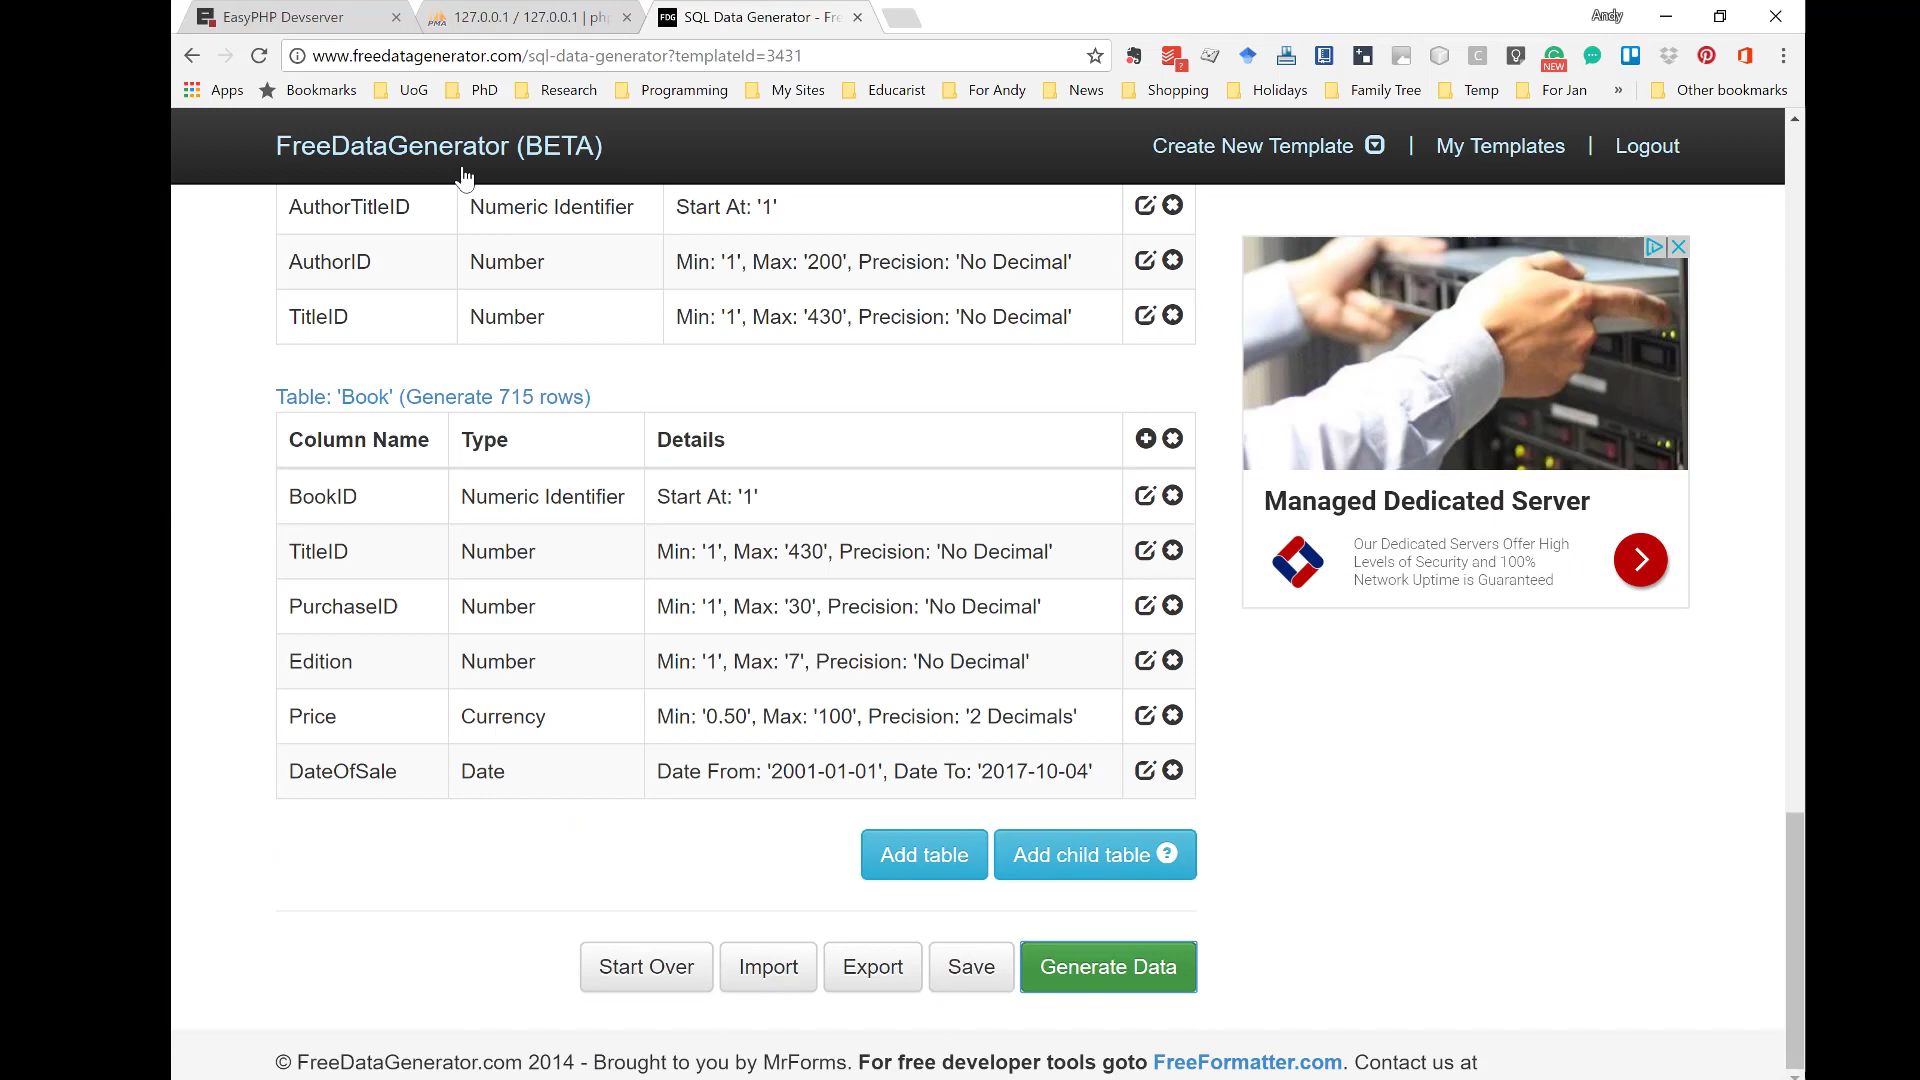 EasyPHP Devserver
127.0.0.1 / 127.0.0.1 | ph
SQL Data Generator - Fre
Andy
www.freedatagenerator.com/sql-data-generator?templateId=3431
NEW
Apps
Bookmarks
UoG
PhD
Research
Programming
My Sites
Educarist
For Andy
News
Shopping
Holidays
Family Tree
Temp
For Jan
»
Other bookmarks
FreeDataGenerator (BETA)
Create New Template | My Templates | Logout
AuthorTitleID Numeric Identifier Start At: '1'
AuthorID Number Min: '1', Max: '200', Precision: 'No Decimal'
TitleID Number Min: '1', Max: '430', Precision: 'No Decimal'
Table: 'Book' (Generate 715 rows)
Column Name Type Details
BookID Numeric Identifier Start At: '1'
TitleID Number Min: '1', Max: '430', Precision: 'No Decimal'
PurchaseID Number Min: '1', Max: '30', Precision: 'No Decimal'
Edition Number Min: '1', Max: '7', Precision: 'No Decimal'
Price Currency Min: '0.50', Max: '100', Precision: '2 Decimals'
DateOfSale Date Date From: '2001-01-01', Date To: '2017-10-04'
Add table
Add child table ?
Start Over
Import
Export
Save
Generate Data
Managed Dedicated Server
Our Dedicated Servers Offer High
Levels of Security and 100%
Network Uptime is Guaranteed
© FreeDataGenerator.com 2014 - Brought to you by MrForms. For free developer tools goto FreeFormatter.com. Contact us at